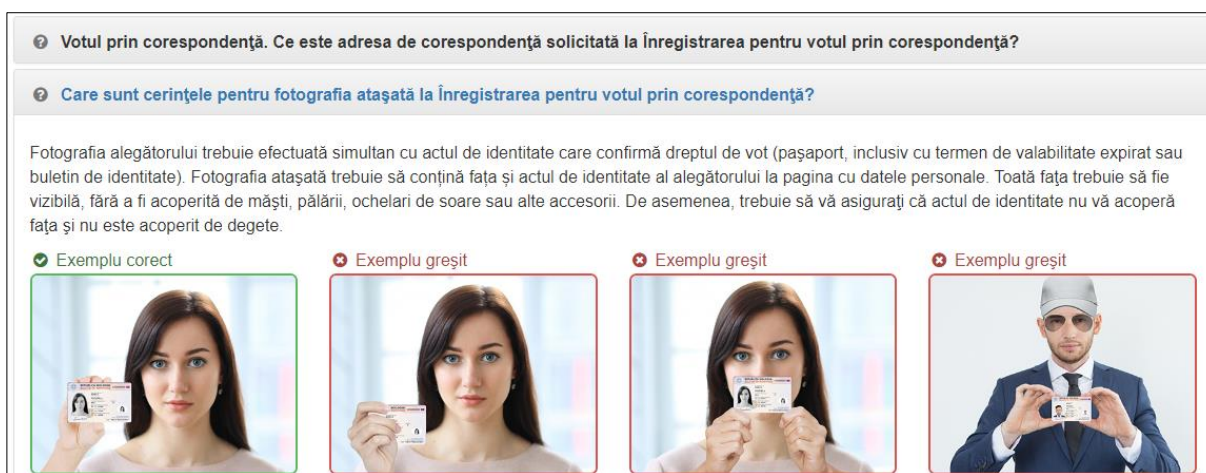 Votul prin corespondenţă. Ce este adresa de corespondenţă solicitată la Înregistrarea pentru votul prin corespondenţă?
Care sunt cerinţele pentru fotografia ataşată la Înregistrarea pentru votul prin corespondenţă?
Fotografia alegătorului trebuie efectuată simultan cu actul de identitate care confirmă dreptul de vot (paşaport, inclusiv cu termen de valabilitate expirat sau
buletin de identitate). Fotografia ataşată trebuie să conțină fața și actul de identitate al alegătorului la pagina cu datele personale. Toată faţa trebuie să fie
vizibilă, fără a fi acoperită de măşti, pălării, ochelari de soare sau alte accesorii. De asemenea, trebuie să vă asiguraţi că actul de identitate nu vă acoperă
faţa şi nu este acoperit de degete.
Exemplu corect
Exemplu greşit
Exemplu greşit
Exemplu greşit